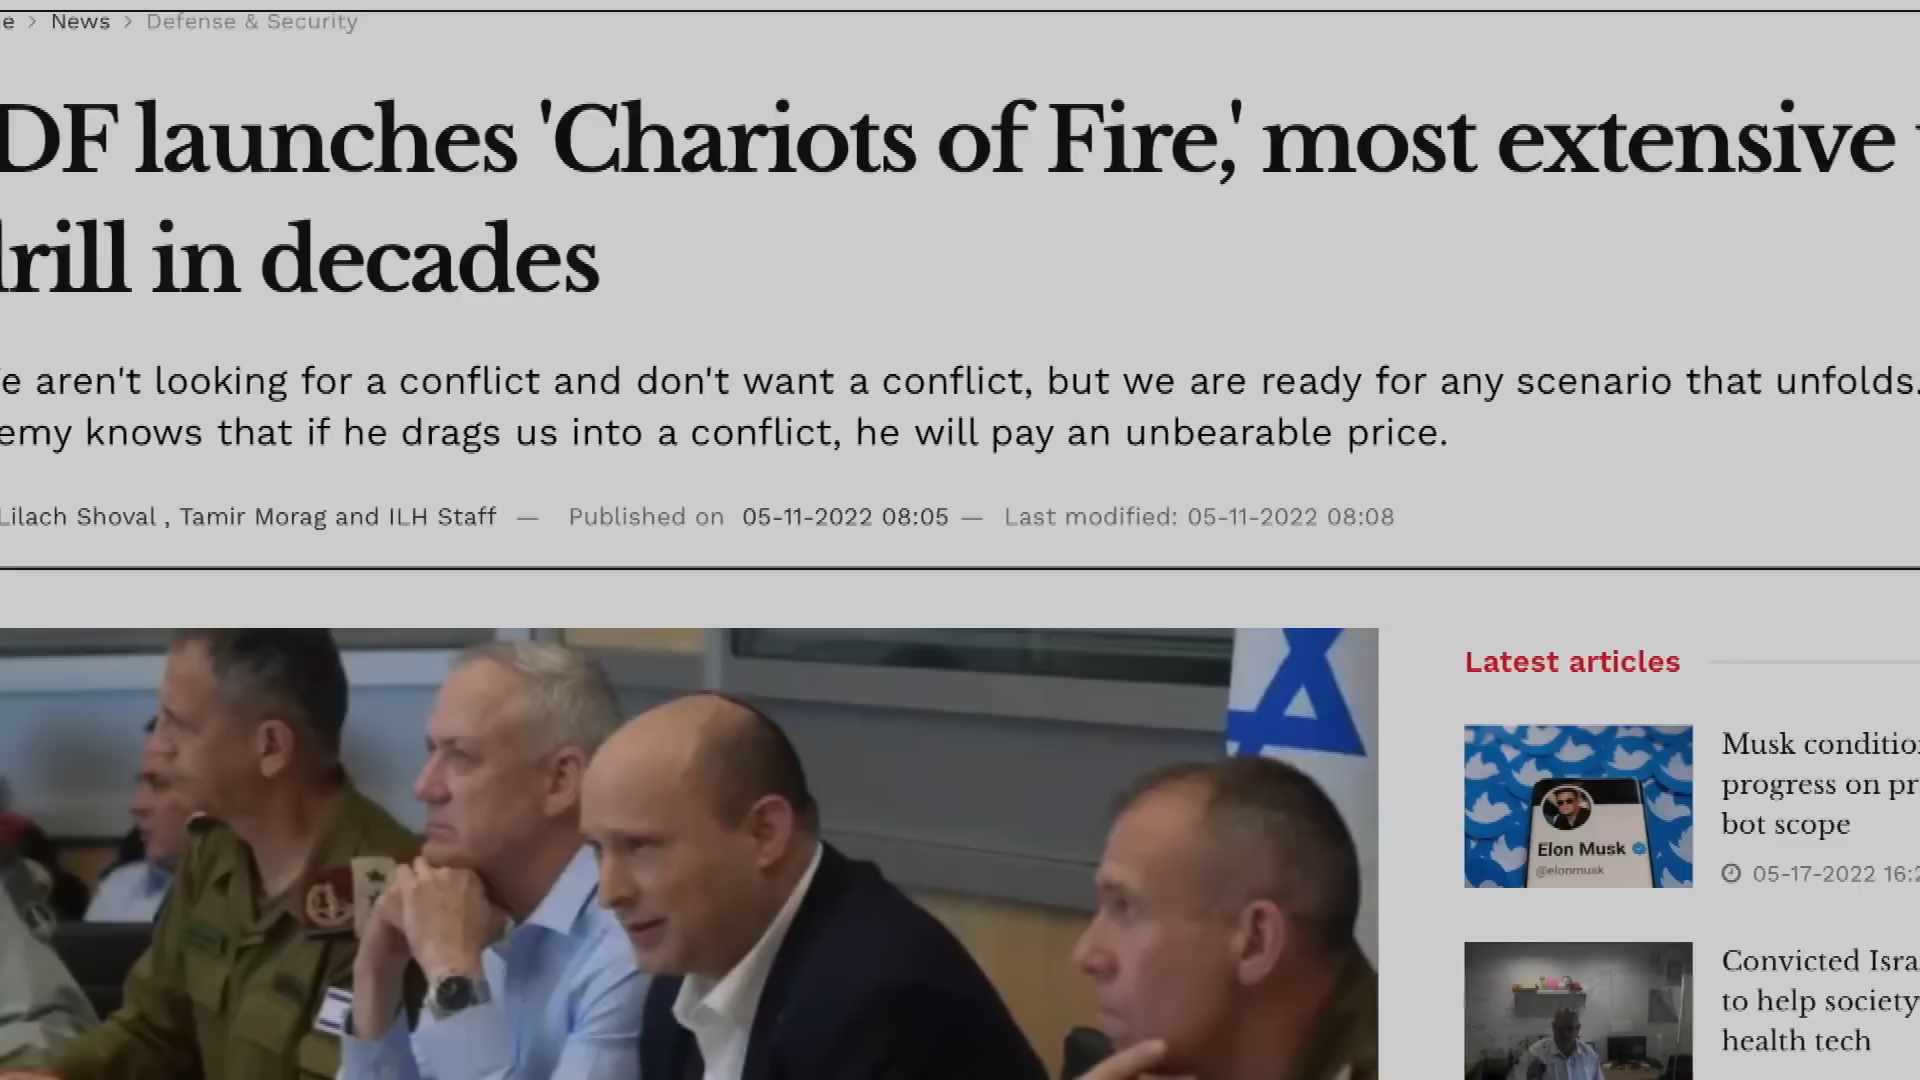 e > News > Defense & Security
DF launches 'Chariots of Fire,' most extensive
drill in decades
e aren't looking for a conflict and don't want a conflict, but we are ready for any scenario that unfolds.
emy knows that if he drags us into a conflict, he will pay an unbearable price.
Lilach Shoval , Tamir Morag and ILH Staff — Published on 05-11-2022 08:05 — Last modified: 05-11-2022 08:08
Latest articles
Musk conditio
progress on pr
bot scope
05-17-2022 16:2
Elon Musk
@elonmusk
Convicted Isra
to help society
health tech